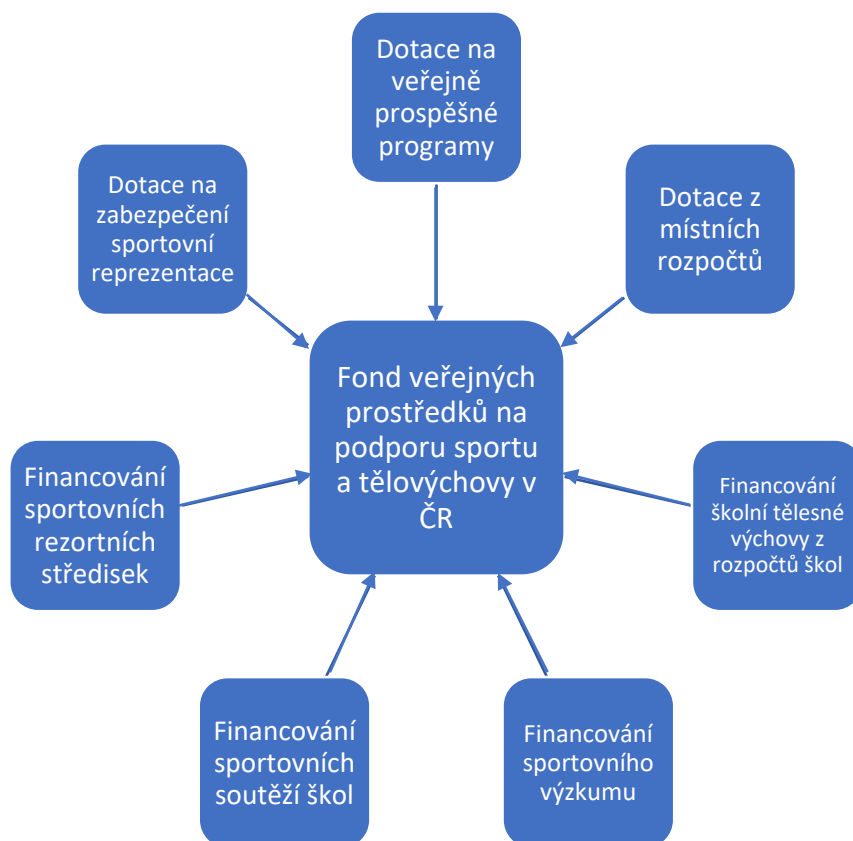 Dotace na
veřejně
prospěšné
programy
Dotace na
zabezpečení
sportovní
reprezentace
Dotace z
místních
rozpočtů
Fond veřejných
prostředků na
podporu sportu
a tělovýchovy v
ČR
Financování
sportovních
rezortních
středisek
Financování
školní tělesné
výchovy z
rozpočtů škol
Financování
sportovních
soutěží škol
Financování
sportovního
výzkumu